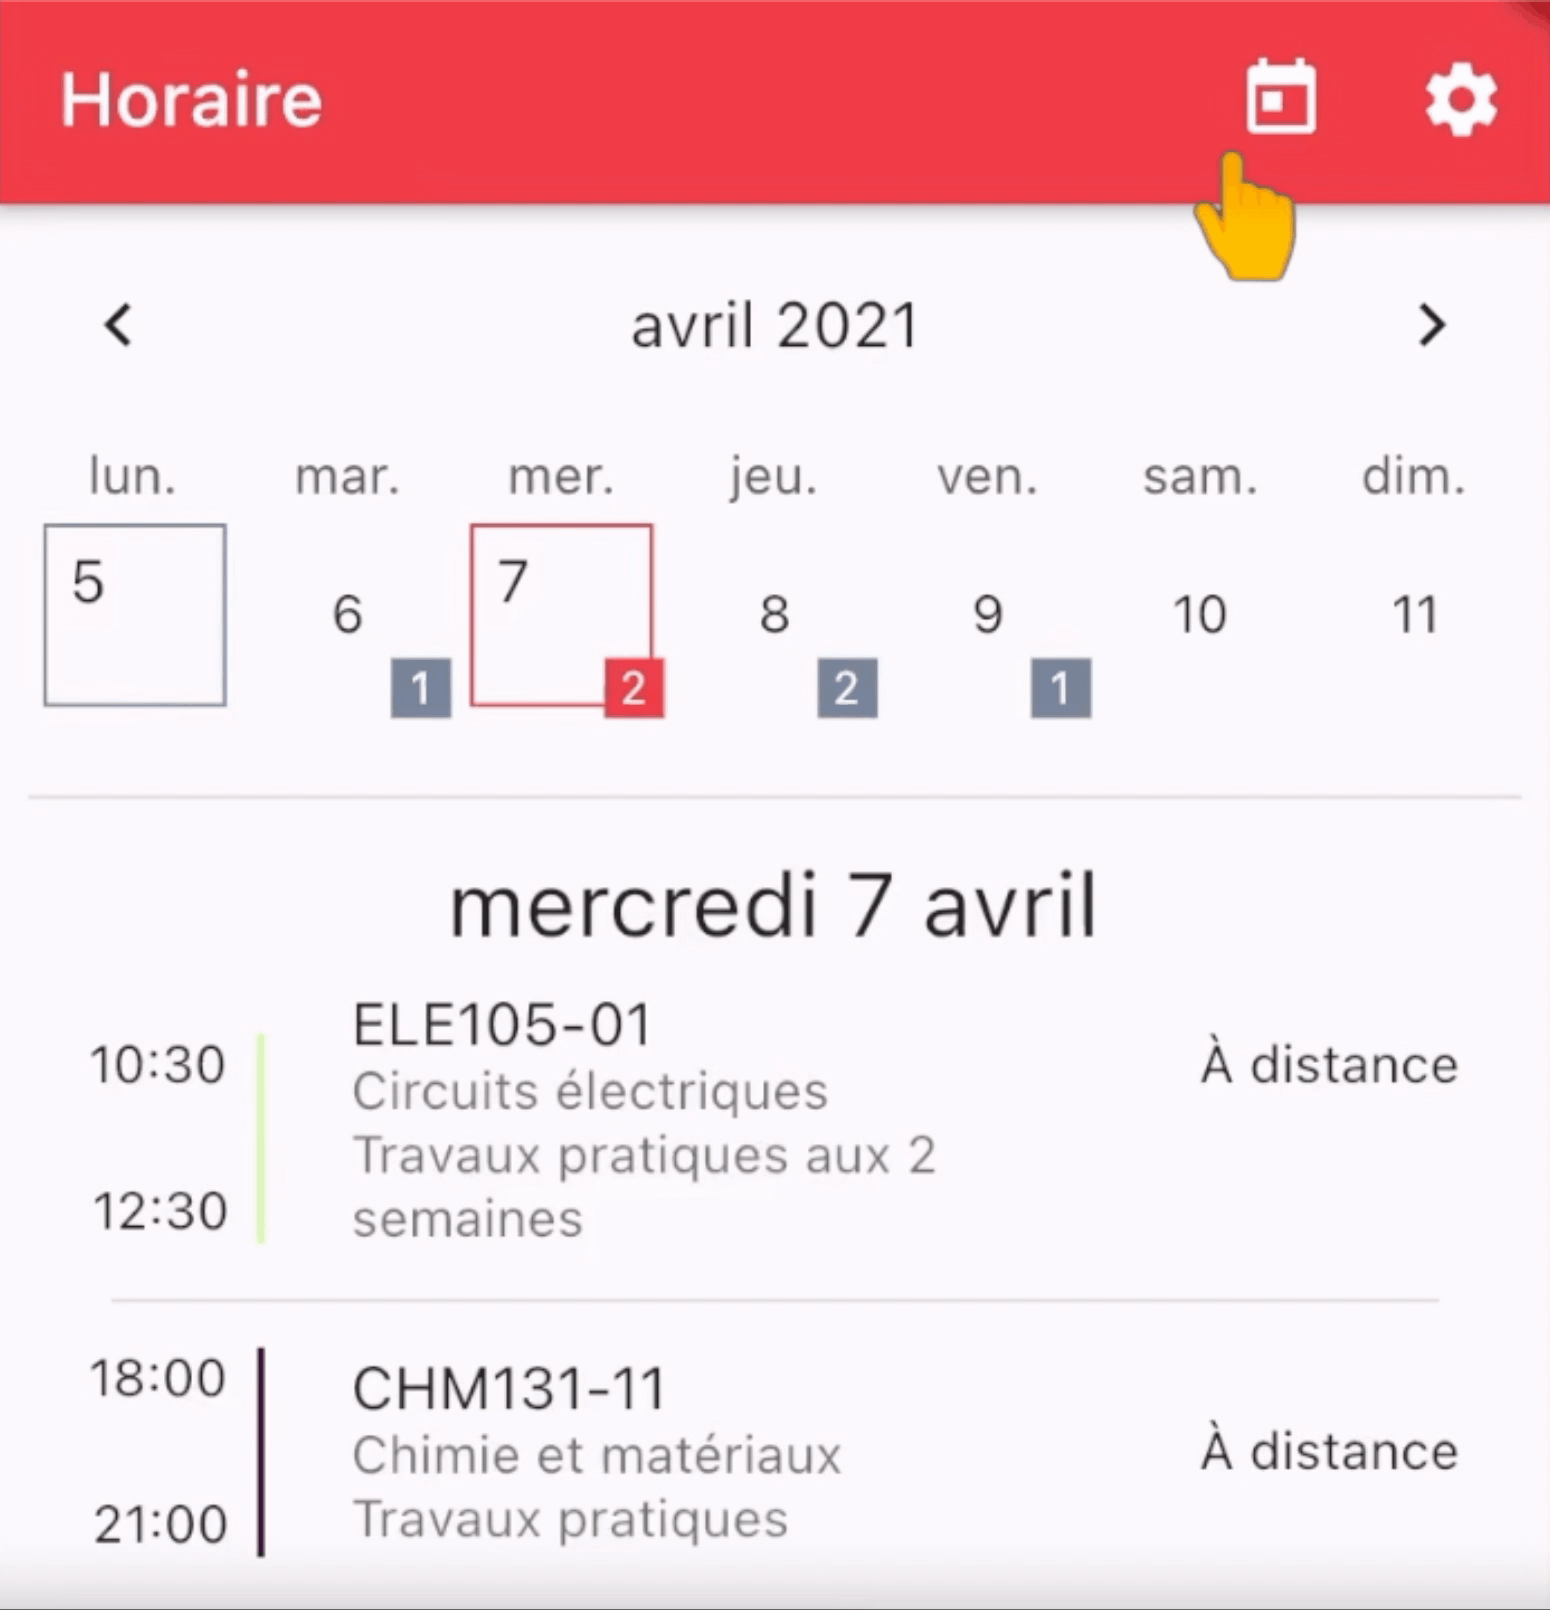 Horaire
avril 2021
lun. mar. mer. jeu. ven. sam. dim.
5 6 7 8 9 10 11
1 2 2 1
mercredi 7 avril
ELE105-01
10:30 À distance
Circuits électriques
Travaux pratiques aux 2
12:30
semaines
18:00
CHM131-11
Chimie et matériaux
À distance
Travaux pratiques
21:00